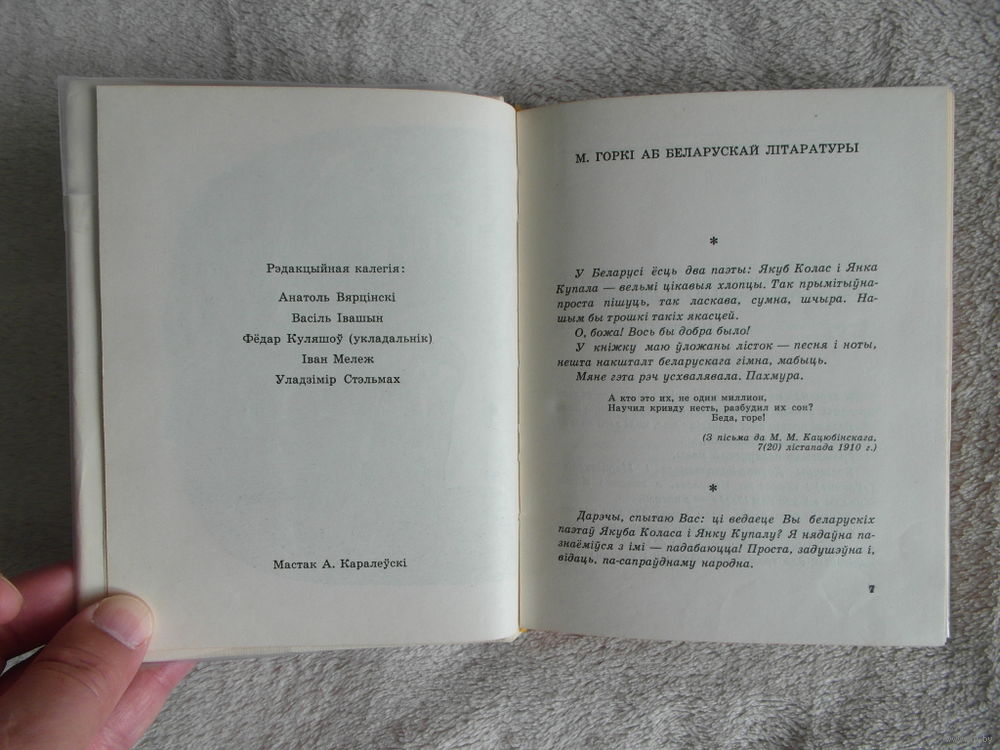 Рэдакцыйная калегія:
Анатоль Вярцінскі
Васіль Івашын
Фёдар Куляшоў (укладальнік)
Іван Мележ
Уладзімір Стэльмах
Мастак А. Каралеўскі
М. ГОРКІ АБ БЕЛАРУСКАЙ ЛІТАРАТУРЫ
*
У Беларусі ёсць два паэты: Якуб Колас і Янка
Купала — вельмі цікавыя хлопцы. Так прымітыўна-
проста пішуць, так ласкава, сумна, шчыра. На-
шым бы трошкі такіх якасцей.
О, божа! Вось бы добра было!
У кніжку маю ўложаны лісток — песня і ноты,
нешта накшталт беларускага гімна, мабыць.
Мяне гэта рэч усхвалявала. Пахмура.
А кто это их, не один миллион,
Научил кривду несть, разбудил их сон?
Беда, горе!
(З пісьма да М. М. Кацюбінскага,
7(20) лістапада 1910 г.)
*
Дарэчы, спытаю Вас: ці ведаеце Вы беларускіх
паэтаў Якуба Коласа і Янку Купалу? Я нядаўна па-
знаёміўся з імі — падабаюцца! Проста, задушэўна і,
відаць, па-сапраўднаму народна.
7